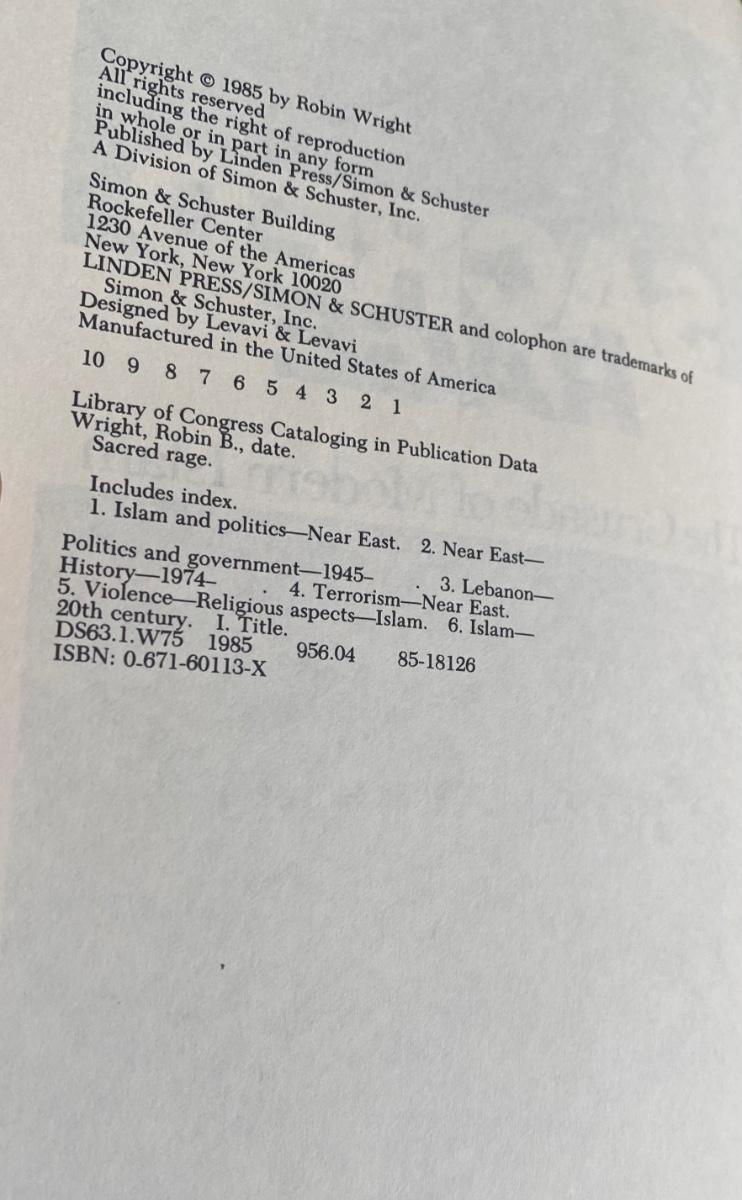 Copyright © 1985 by Robin Wright
All rights reserved
including the right of reproduction
in whole or in part in any form
Published by Linden Press/Simon & Schuster
A Division of Simon & Schuster, Inc.
Simon & Schuster Building
Rockefeller Center
1230 Avenue of the Americas
New York, New York 10020
LINDEN PRESS/SIMON & SCHUSTER and colophon are trademarks of
Simon & Schuster, Inc.
Designed by Levavi & Levavi
Manufactured in the United States of America
10 9 8 7 6 5 4 3 2 1
Library of Congress Cataloging in Publication Data
Wright, Robin B., date.
Sacred rage.
Includes index.
1. Islam and politics—Near East. 2. Near East—
Politics and government—1945– . 3. Lebanon—
History—1974– . 4. Terrorism—Near East.
5. Violence—Religious aspects—Islam. 6. Islam—
20th century. I. Title.
DS63.1.W75 1985 956.04 85-18126
ISBN: 0-671-60113-X